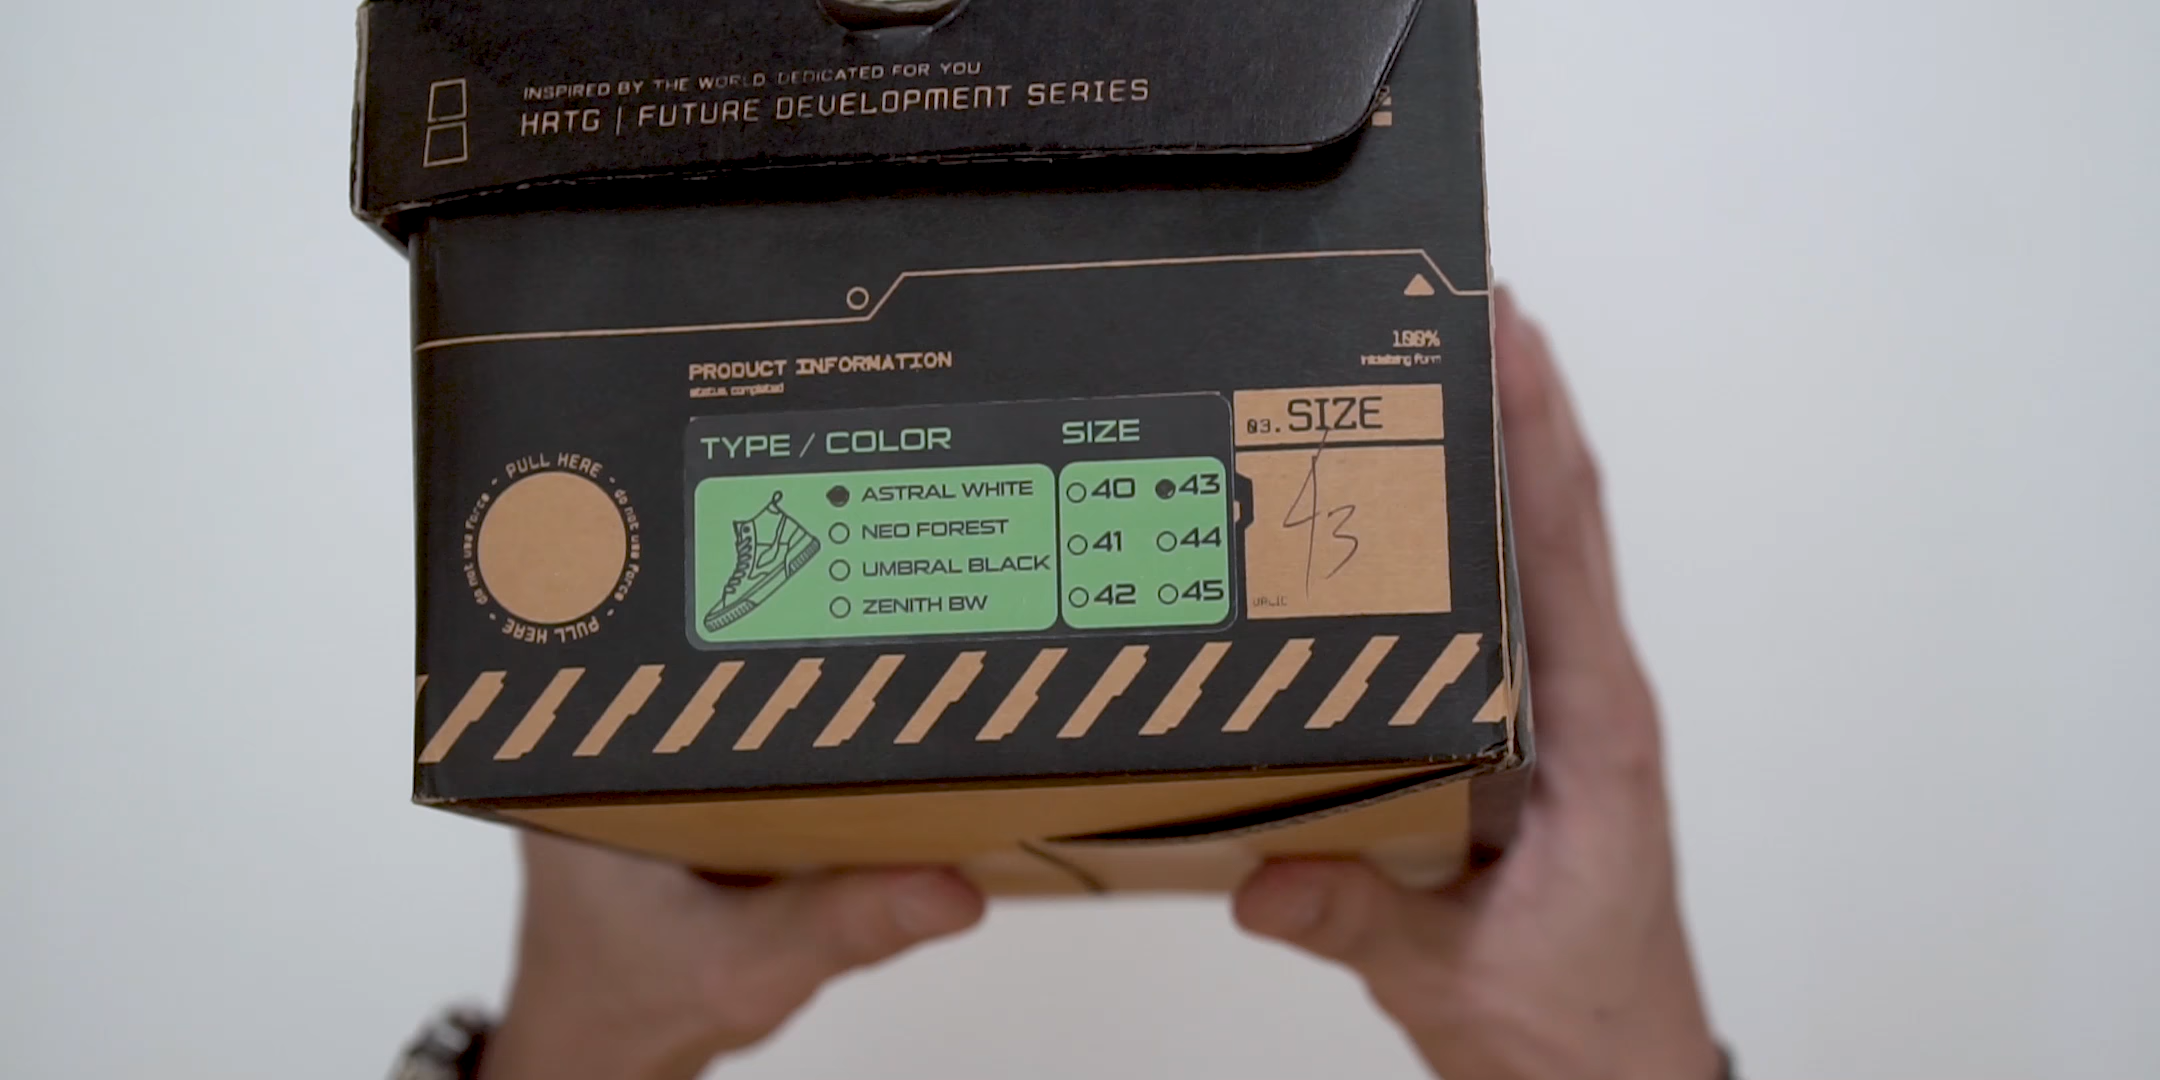 INSPIRED BY THE WORLD DEDICATED FOR YOU
HRTG | FUTURE DEVELOPMENT SERIES
100%
PRODUCT INFORMATION
status completed
TYPE / COLOR
SIZE
03. SIZE
ASTRAL WHITE
NEO FOREST
UMBRAL BLACK
ZENITH BW
40 43
41 44
42 45
43
- PULL HERE - do not use force - PULL HERE - do not use force